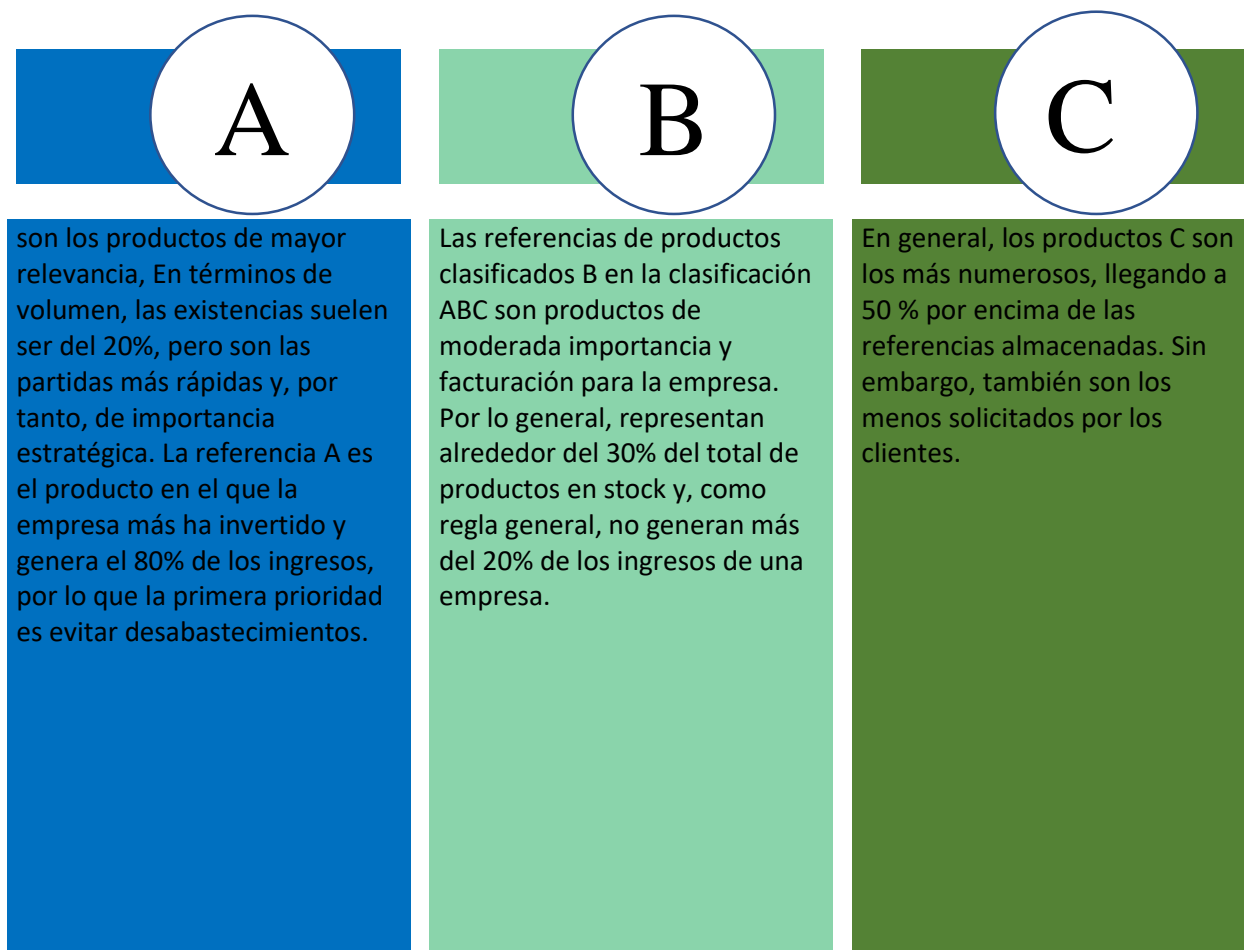 A
son los productos de mayor
relevancia, En términos de
volumen, las existencias suelen
ser del 20%, pero son las
partidas más rápidas y, por
tanto, de importancia
estratégica. La referencia A es
el producto en el que la
empresa más ha invertido y
genera el 80% de los ingresos,
por lo que la primera prioridad
es evitar desabastecimientos.
B
Las referencias de productos
clasificados B en la clasificación
ABC son productos de
moderada importancia y
facturación para la empresa.
Por lo general, representan
alrededor del 30% del total de
productos en stock y, como
regla general, no generan más
del 20% de los ingresos de una
empresa.
C
En general, los productos C son
los más numerosos, llegando a
50 % por encima de las
referencias almacenadas. Sin
embargo, también son los
menos solicitados por los
clientes.